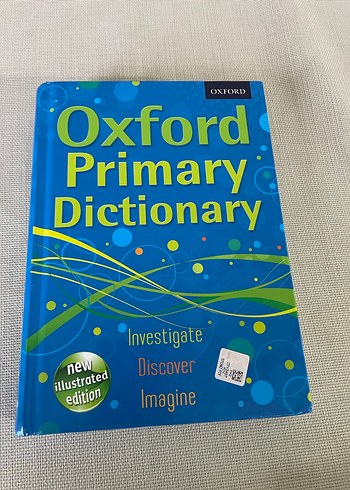 OXFORD
Oxford
Primary
Dictionary
Investigate
Discover
Imagine
new
illustrated
edition